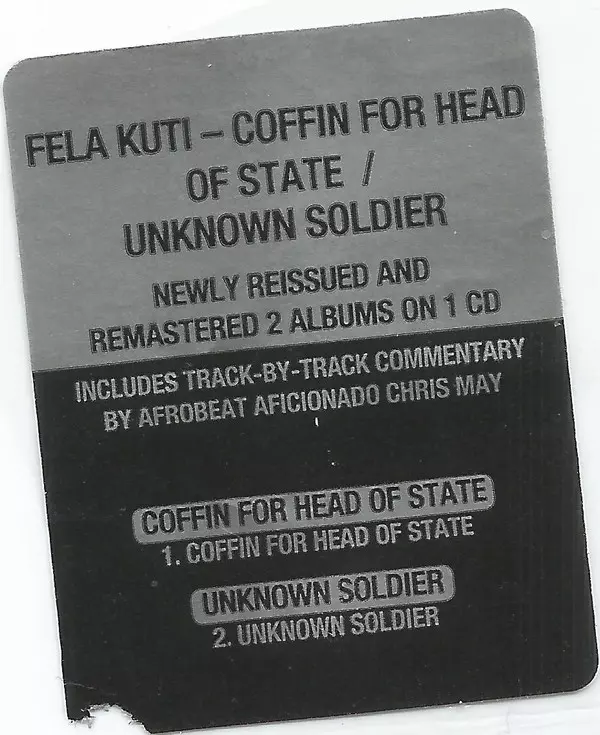 FELA KUTI – COFFIN FOR HEAD
OF STATE /
UNKNOWN SOLDIER
NEWLY REISSUED AND
REMASTERED 2 ALBUMS ON 1 CD
INCLUDES TRACK-BY-TRACK COMMENTARY
BY AFROBEAT AFICIONADO CHRIS MAY
COFFIN FOR HEAD OF STATE
1. COFFIN FOR HEAD OF STATE
UNKNOWN SOLDIER
2. UNKNOWN SOLDIER